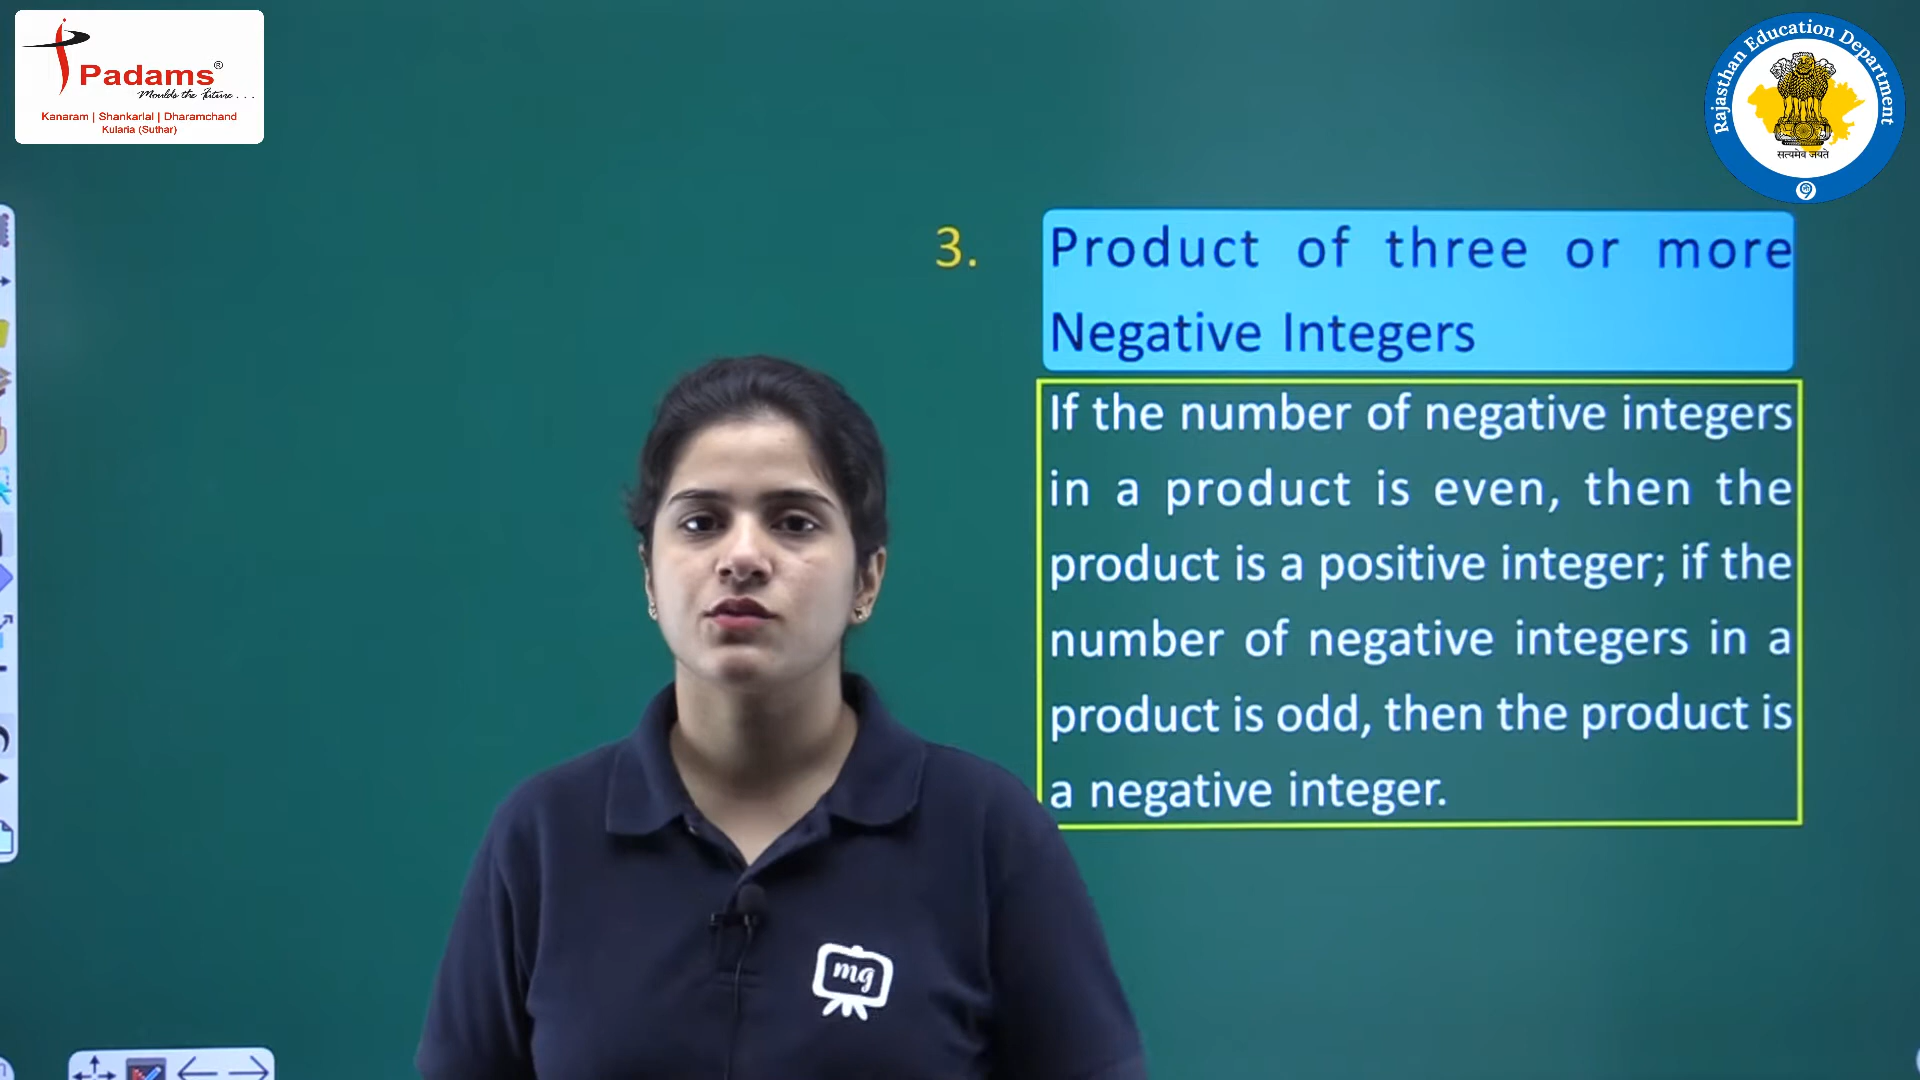 Padams®
Moulds the Future . . .
Kanaram | Shankarlal | Dharamchand
Kularia (Suthar)
Rajasthan Education Department
सत्यमेव जयते
3. Product of three or more
Negative Integers
If the number of negative integers
in a product is even, then the
product is a positive integer; if the
number of negative integers in a
product is odd, then the product is
a negative integer.
mg